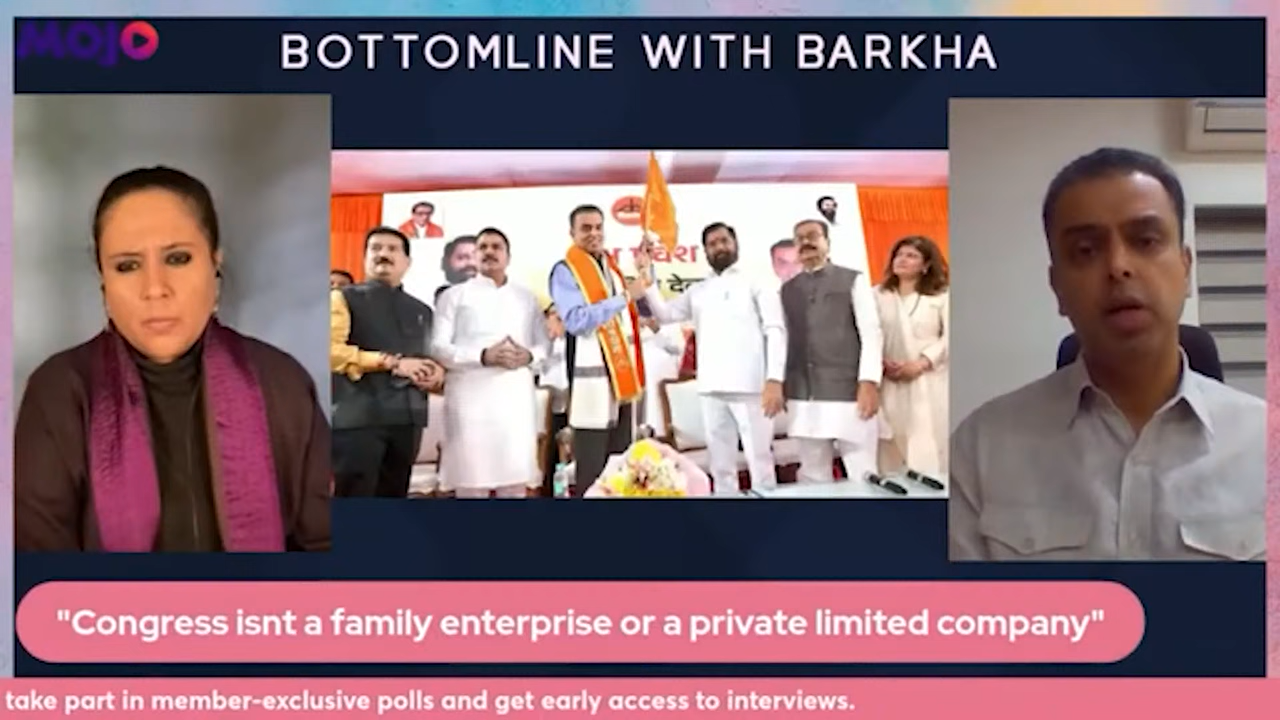 MOJO
BOTTOMLINE WITH BARKHA
"Congress isnt a family enterprise or a private limited company"
take part in member-exclusive polls and get early access to interviews.